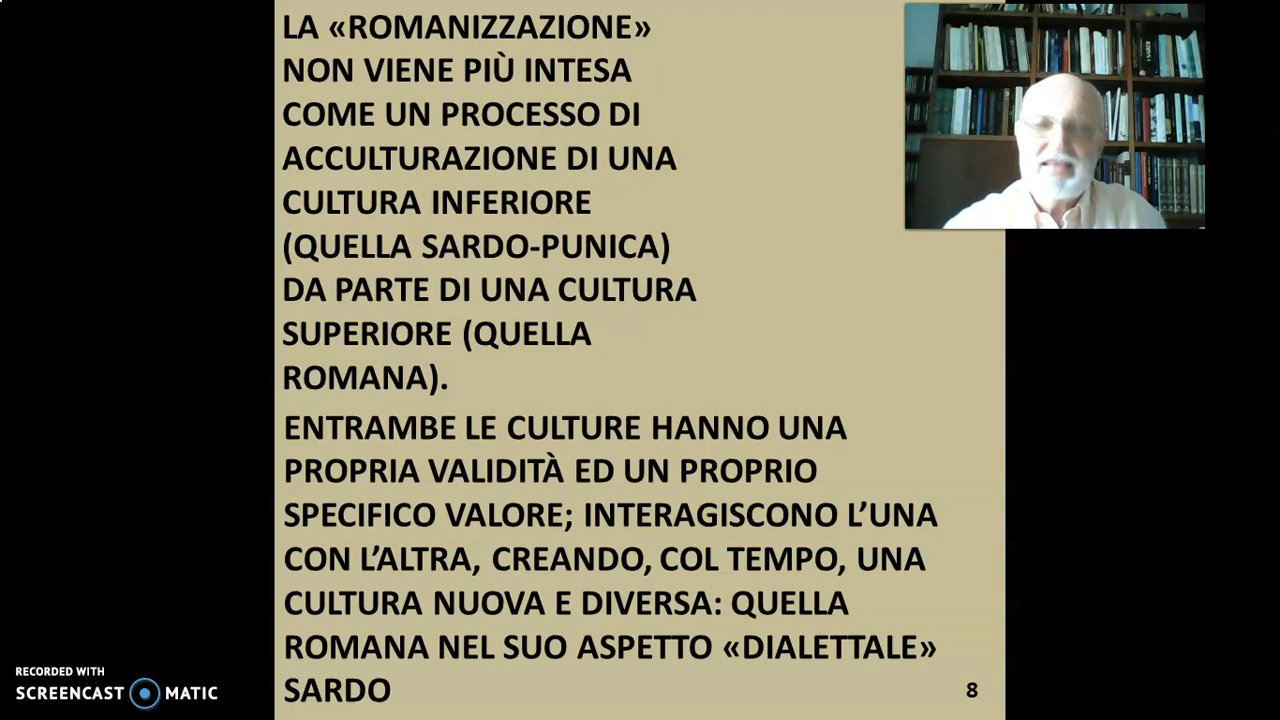 LA «ROMANIZZAZIONE»
NON VIENE PIÙ INTESA
COME UN PROCESSO DI
ACCULTURAZIONE DI UNA
CULTURA INFERIORE
(QUELLA SARDO-PUNICA)
DA PARTE DI UNA CULTURA
SUPERIORE (QUELLA
ROMANA).
ENTRAMBE LE CULTURE HANNO UNA
PROPRIA VALIDITÀ ED UN PROPRIO
SPECIFICO VALORE; INTERAGISCONO L’UNA
CON L’ALTRA, CREANDO, COL TEMPO, UNA
CULTURA NUOVA E DIVERSA: QUELLA
ROMANA NEL SUO ASPETTO «DIALETTALE»
SARDO
8
RECORDED WITH
SCREENCAST MATIC